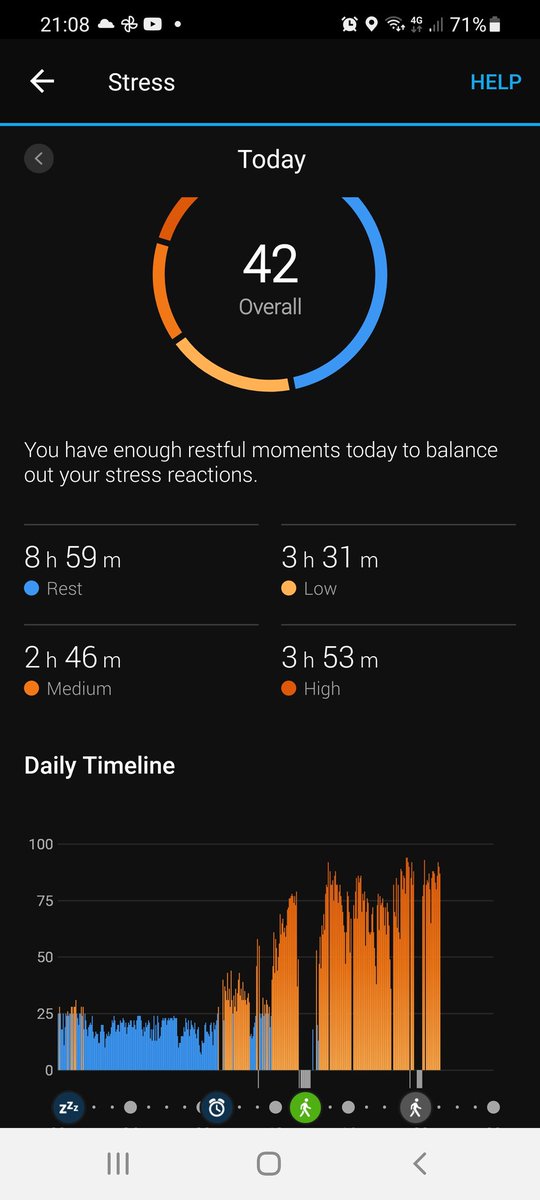 21:08
4G
71%
Stress
HELP
Today
42
Overall
You have enough restful moments today to balance
out your stress reactions.
8 h 59 m
3 h 31 m
Rest
Low
2 h 46 m
3 h 53 m
Medium
High
Daily Timeline
100
75
50
25
0
zzz